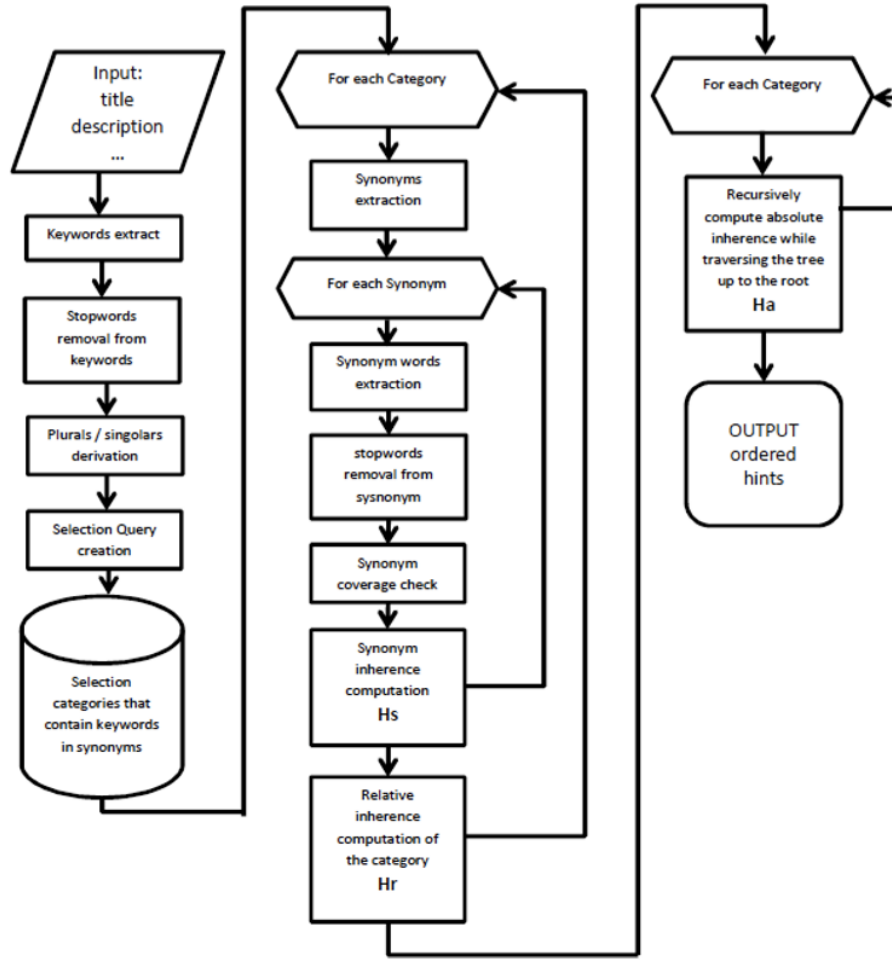 Input:
title
description
...
Keywords extract
Stopwords
removal from
keywords
Plurals / singolars
derivation
Selection Query
creation
Selection
categories that
contain keywords
in synonyms
For each Category
Synonyms
extraction
For each Synonym
Synonym words
extraction
stopwords
removal from
sysnonym
Synonym
coverage check
Synonym
inherence
computation
Hs
Relative
inherence
computation of
the category
Hr
For each Category
Recursively
compute absolute
inherence while
traversing the tree
up to the root
Ha
OUTPUT
ordered
hints